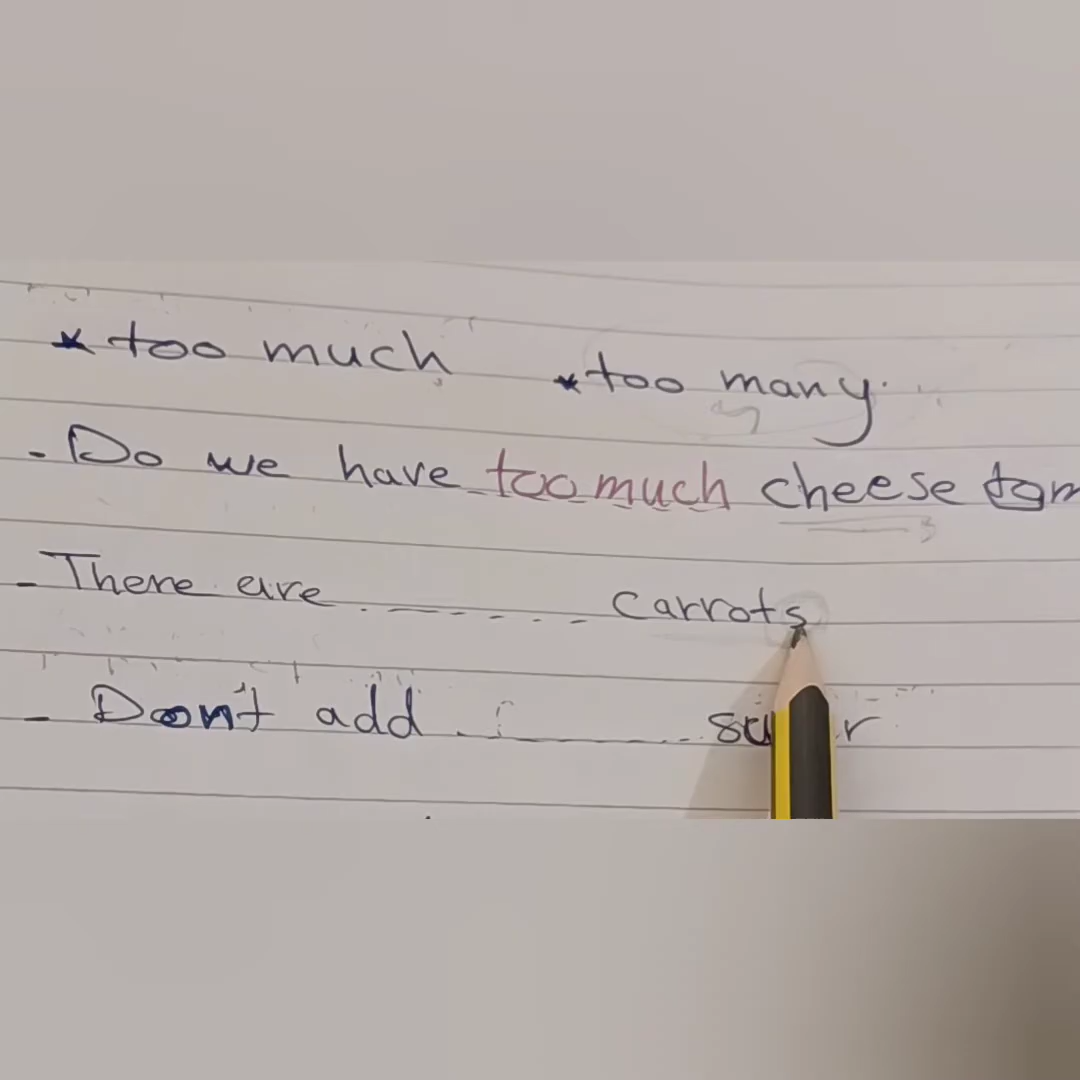 * too much * too many.
- Do we have too much cheese
- There are ........ carrots
- Don't add ........